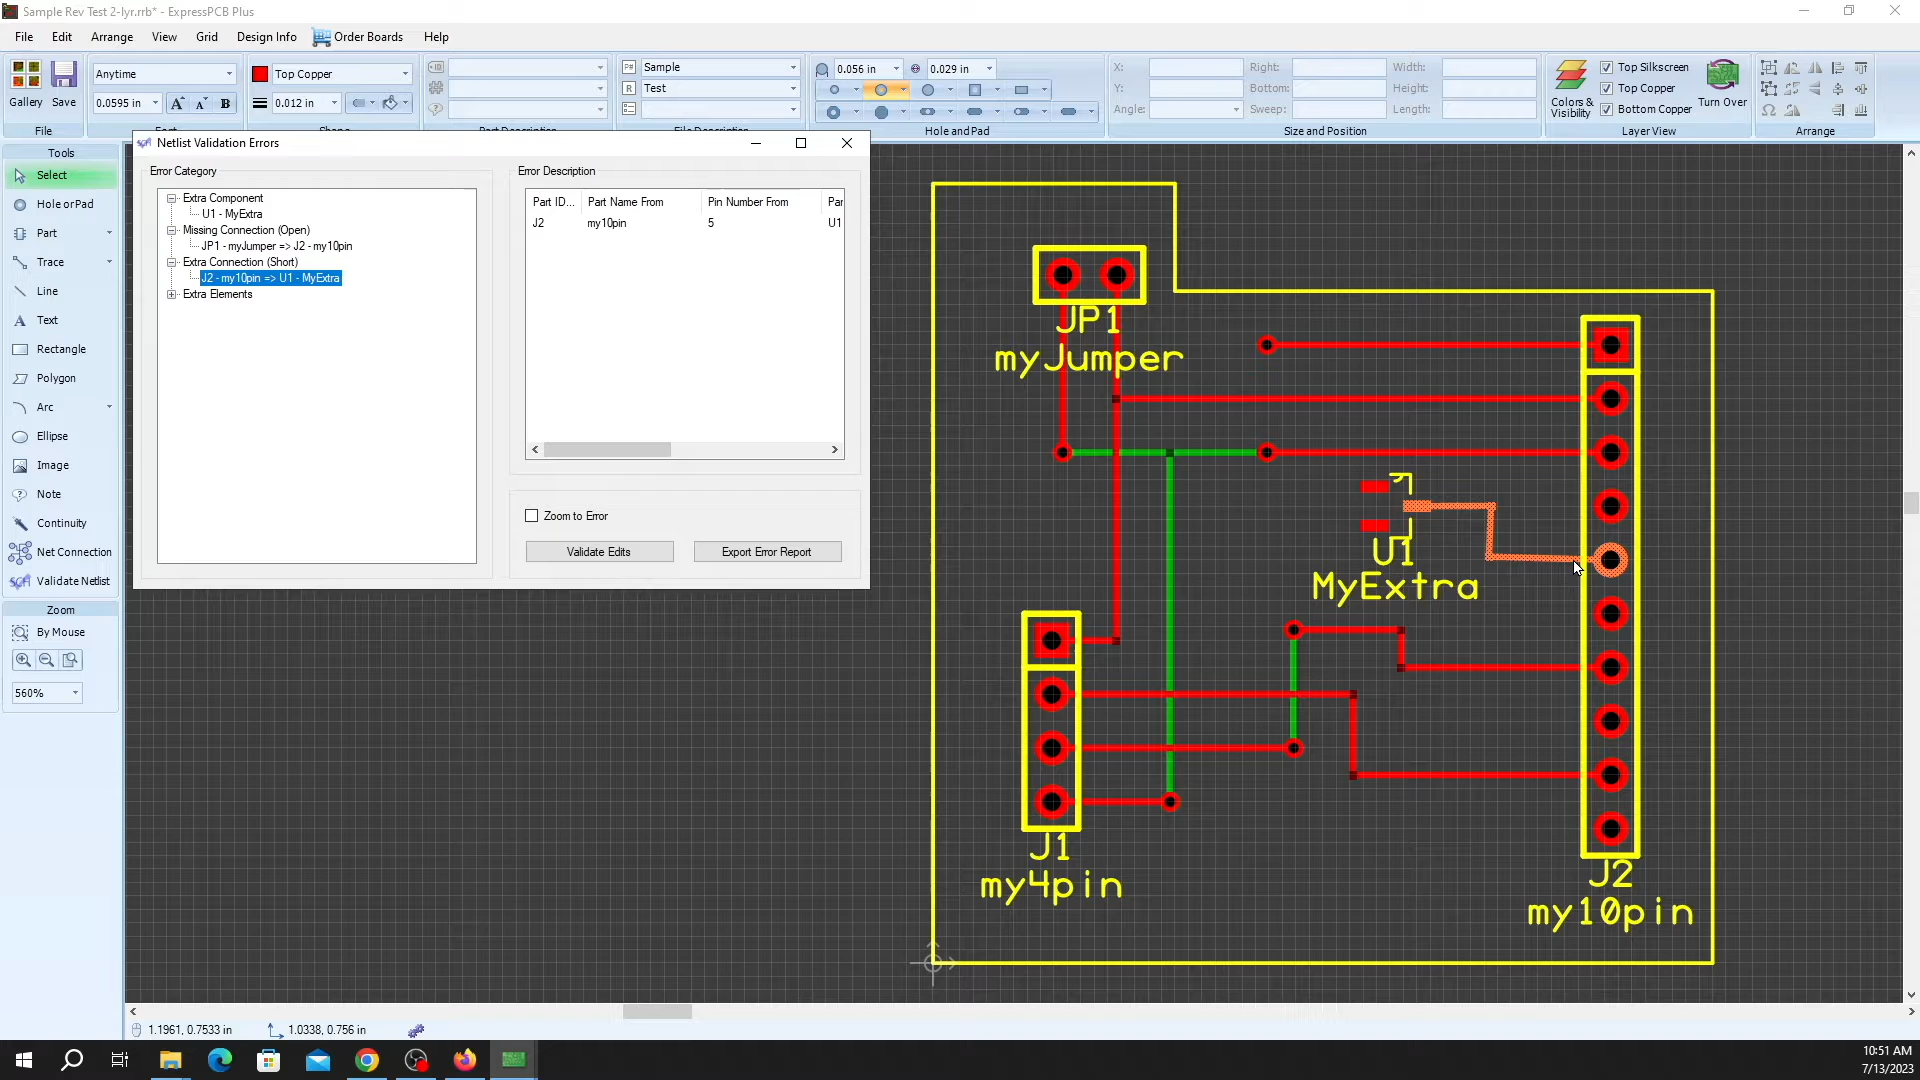 Sample Rev Test 2-lyr.rrb* - ExpressPCB Plus
File Edit Arrange View Grid Design Info Order Boards Help
Gallery
Save
File
Anytime
0.0595 in
A A B
Top Copper
0.012 in
Sample
Test
0.056 in
0.029 in
Hole and Pad
X:
Y:
Angle:
Right:
Bottom:
Sweep:
Width:
Height:
Length:
Size and Position
Colors &
Visibility
Top Silkscreen
Top Copper
Bottom Copper
Turn Over
Layer View
Arrange
Tools
Select
Hole or Pad
Part
Trace
Line
Text
Rectangle
Polygon
Arc
Ellipse
Image
Note
Continuity
Net Connection
Validate Netlist
Zoom
By Mouse
560%
Netlist Validation Errors
Error Category
Extra Component
U1 - MyExtra
Missing Connection (Open)
JP1 - myJumper => J2 - my10pin
Extra Connection (Short)
J2 - my10pin => U1 - MyExtra
Extra Elements
Error Description
Part ID... Part Name From Pin Number From Par
J2 my10pin 5 U1
Zoom to Error
Validate Edits
Export Error Report
JP1
myJumper
U1
MyExtra
J1
my4pin
J2
my10pin
1.1961, 0.7533 in
1.0338, 0.756 in
10:51 AM
7/13/2023